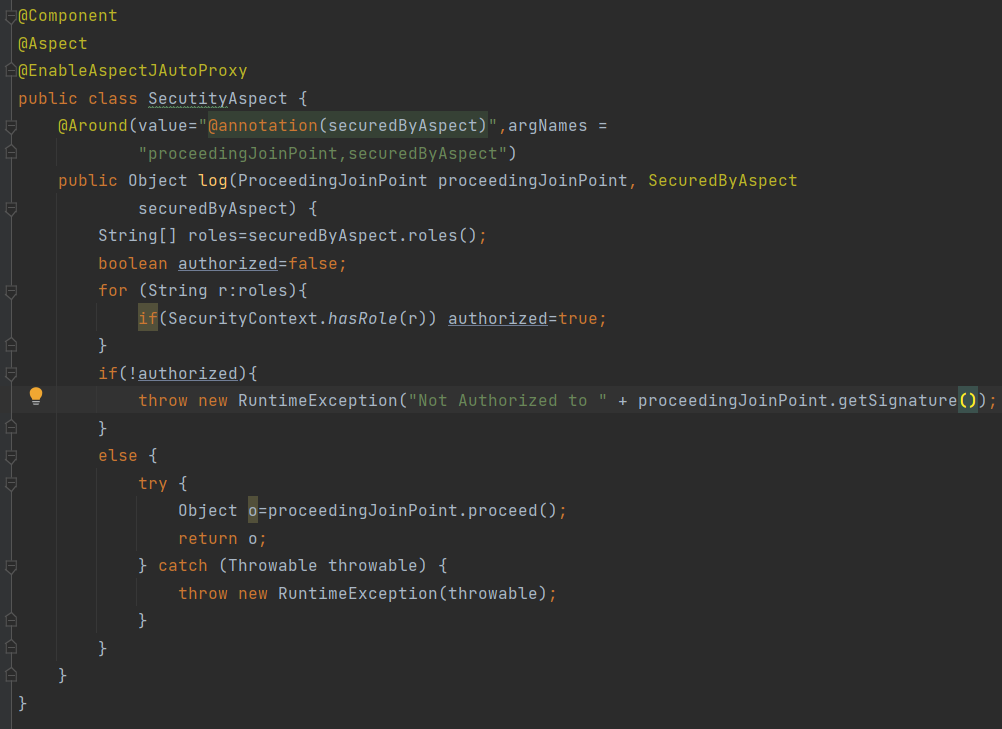 @Component
@Aspect
@EnableAspectJAutoProxy
public class SecutityAspect {
    @Around(value="@annotation(securedByAspect)",argNames =
            "proceedingJoinPoint,securedByAspect")
    public Object log(ProceedingJoinPoint proceedingJoinPoint, SecuredByAspect
            securedByAspect) {
        String[] roles=securedByAspect.roles();
        boolean authorized=false;
        for (String r:roles){
            if(SecurityContext.hasRole(r)) authorized=true;
        }
        if(!authorized){
            throw new RuntimeException("Not Authorized to " + proceedingJoinPoint.getSignature());
        }
        else {
            try {
                Object o=proceedingJoinPoint.proceed();
                return o;
            } catch (Throwable throwable) {
                throw new RuntimeException(throwable);
            }
        }
    }
}